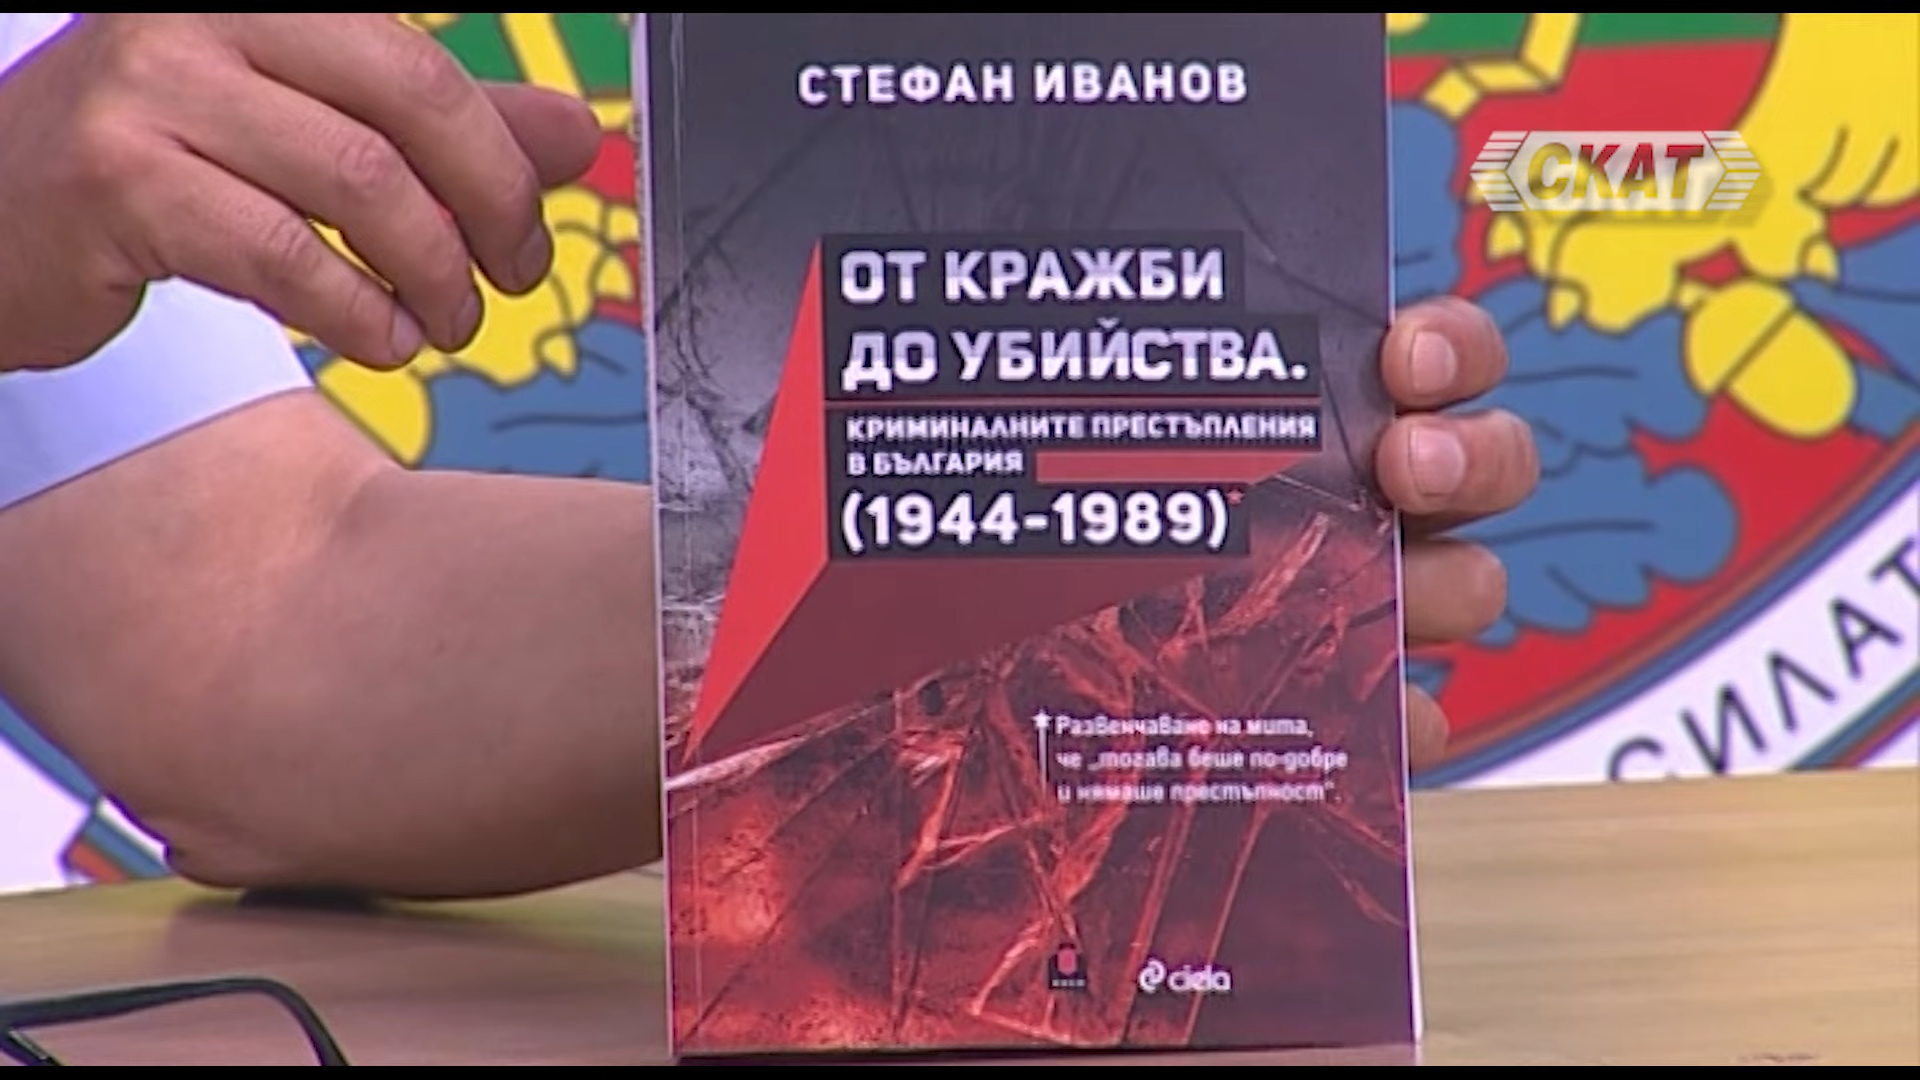 СТЕФАН ИВАНОВ
СКАТ
ОТ КРАЖБИ
ДО УБИЙСТВА.
КРИМИНАЛНИТЕ ПРЕСТЪПЛЕНИЯ
В БЪЛГАРИЯ
(1944-1989)*
* Развенчаване на мита,
че „тогава беше по-добре
и нямаше престъпност".
ciela
СИЛАТ